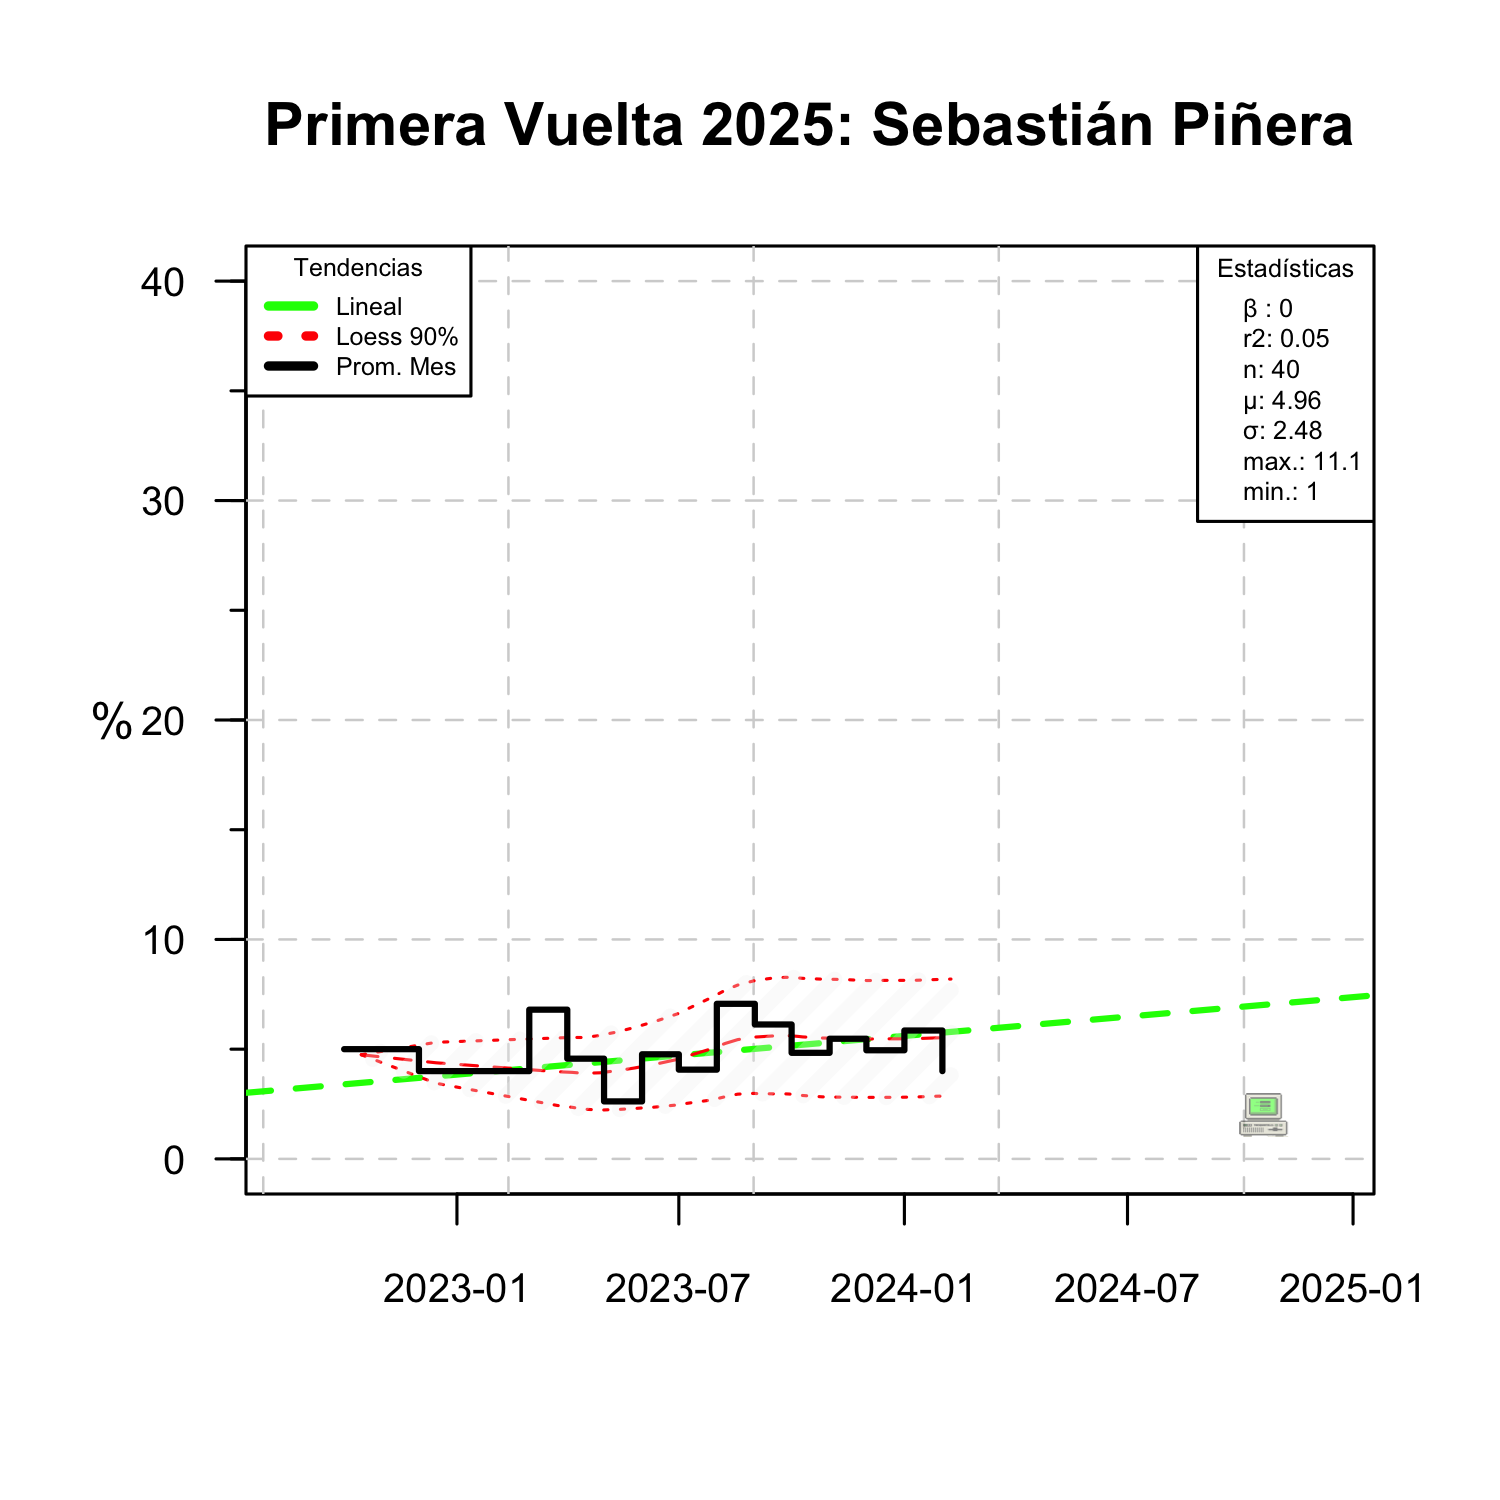 Primera Vuelta 2025: Sebastián Piñera
Tendencias
Lineal
Loess 90%
Prom. Mes
Estadísticas
β : 0
r2: 0.05
n: 40
μ: 4.96
σ: 2.48
max.: 11.1
min.: 1
40
30
% 20
10
0
2023-01 2023-07 2024-01 2024-07 2025-01